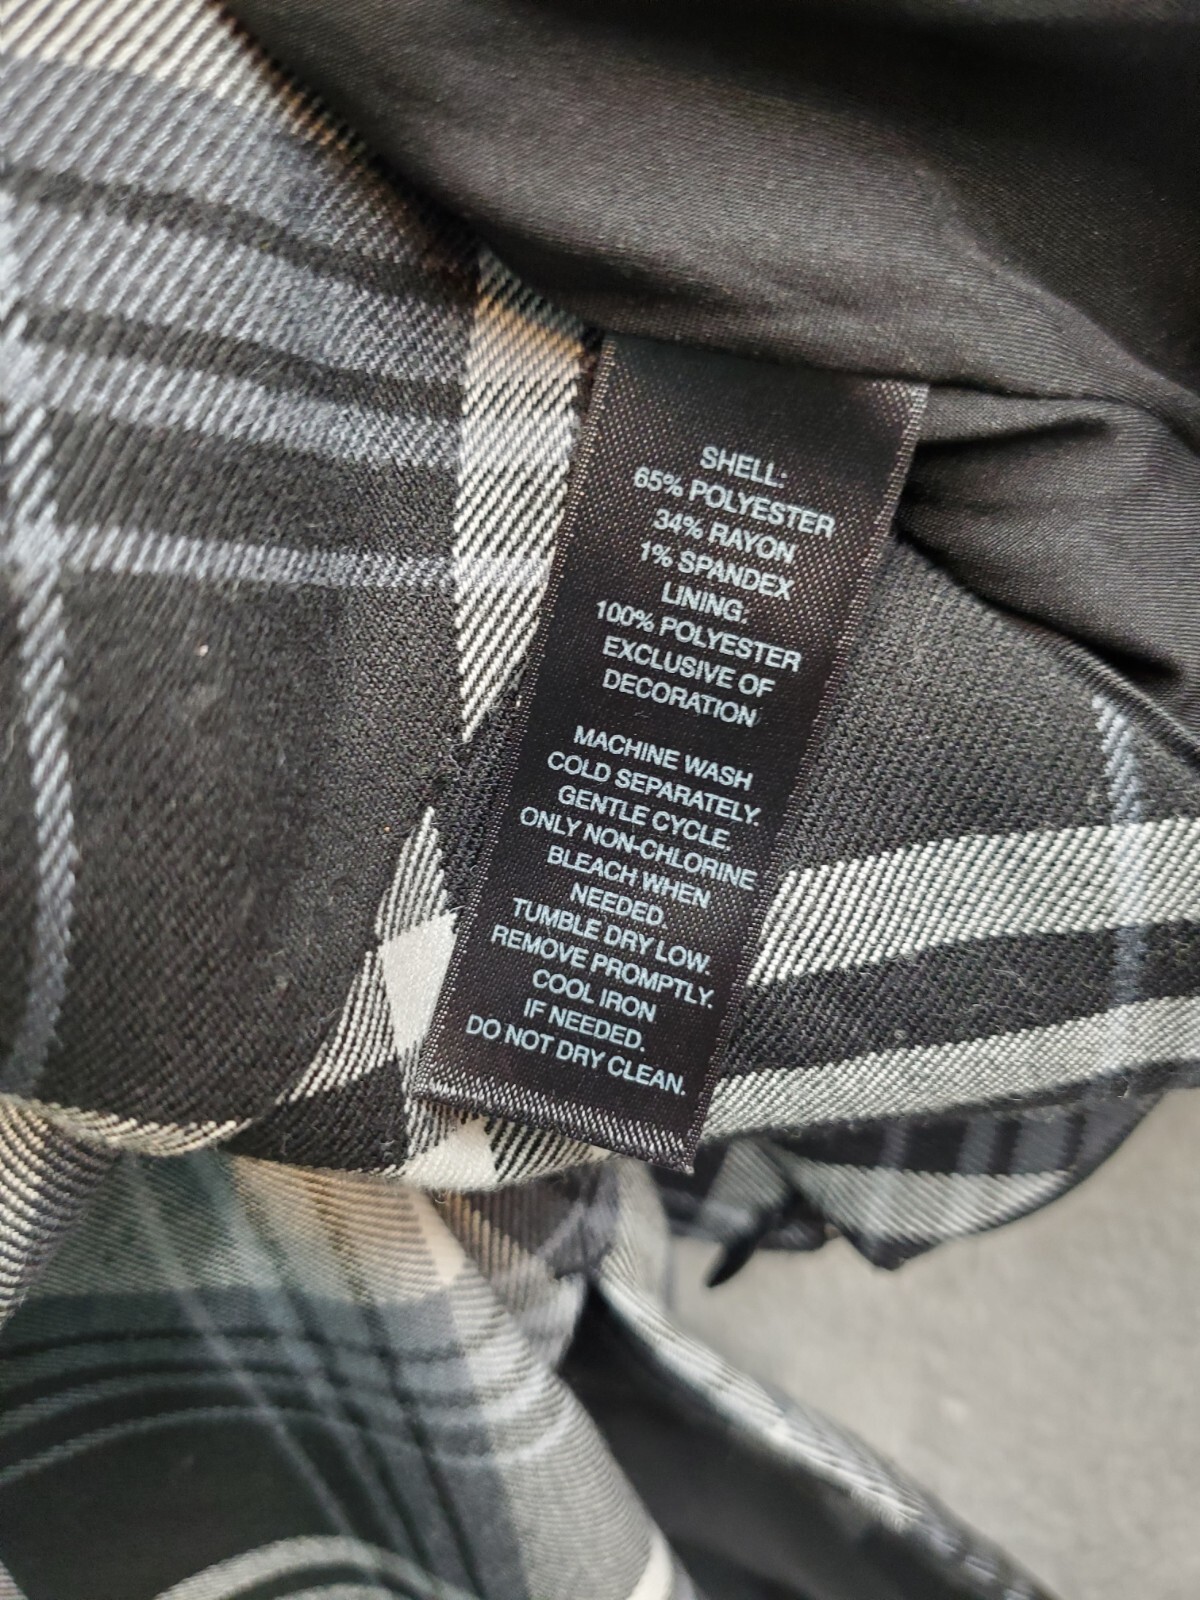 SHELL:
65% POLYESTER
34% RAYON
1% SPANDEX
LINING:
100% POLYESTER
EXCLUSIVE OF
DECORATION
MACHINE WASH
COLD SEPARATELY.
GENTLE CYCLE.
ONLY NON-CHLORINE
BLEACH WHEN
NEEDED.
TUMBLE DRY LOW.
REMOVE PROMPTLY.
COOL IRON
IF NEEDED.
DO NOT DRY CLEAN.